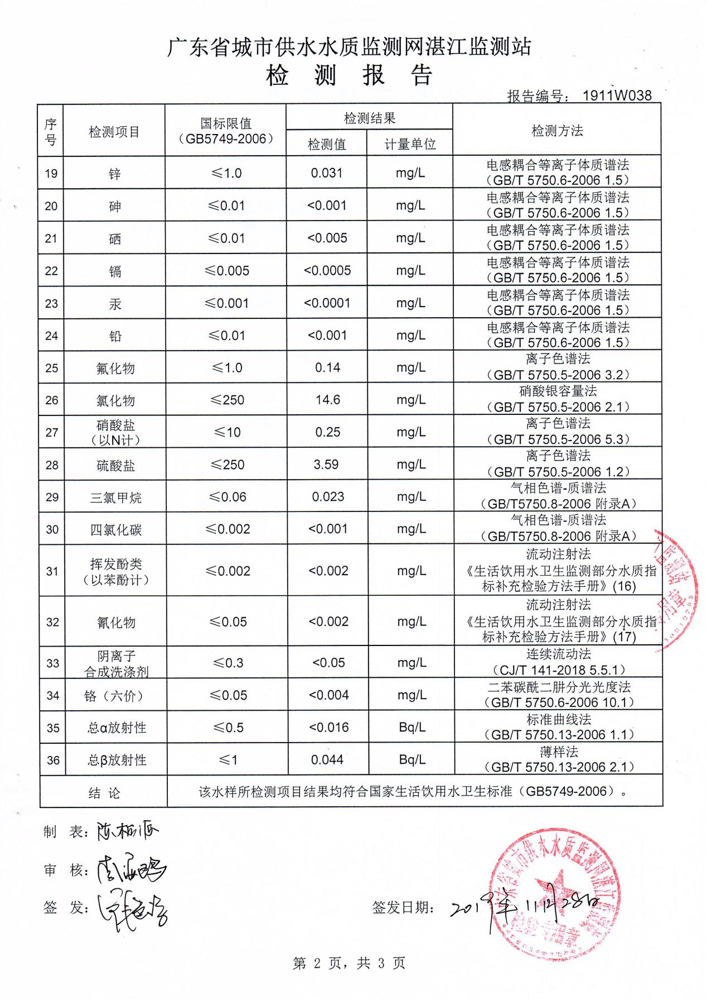 广东省城市供水水质监测网湛江监测站
检 测 报 告
报告编号： 1911W038
序号 检测项目 国标限值（GB5749-2006） 检测结果 检测方法
检测值 计量单位
19 锌 ≤1.0 0.031 mg/L 电感耦合等离子体质谱法
（GB/T 5750.6-2006 1.5）
20 砷 ≤0.01 <0.001 mg/L 电感耦合等离子体质谱法
（GB/T 5750.6-2006 1.5）
21 硒 ≤0.01 <0.005 mg/L 电感耦合等离子体质谱法
（GB/T 5750.6-2006 1.5）
22 镉 ≤0.005 <0.0005 mg/L 电感耦合等离子体质谱法
（GB/T 5750.6-2006 1.5）
23 汞 ≤0.001 <0.0001 mg/L 电感耦合等离子体质谱法
（GB/T 5750.6-2006 1.5）
24 铅 ≤0.01 <0.001 mg/L 电感耦合等离子体质谱法
（GB/T 5750.6-2006 1.5）
25 氟化物 ≤1.0 0.14 mg/L 离子色谱法
（GB/T 5750.5-2006 3.2）
26 氯化物 ≤250 14.6 mg/L 硝酸银容量法
（GB/T 5750.5-2006 2.1）
27 硝酸盐（以N计） ≤10 0.25 mg/L 离子色谱法
（GB/T 5750.5-2006 5.3）
28 硫酸盐 ≤250 3.59 mg/L 离子色谱法
（GB/T 5750.5-2006 1.2）
29 三氯甲烷 ≤0.06 0.023 mg/L 气相色谱-质谱法
（GB/T5750.8-2006 附录A）
30 四氯化碳 ≤0.002 <0.001 mg/L 气相色谱-质谱法
（GB/T5750.8-2006 附录A）
31 挥发酚类（以苯酚计） ≤0.002 <0.002 mg/L 流动注射法
《生活饮用水卫生监测部分水质指
标补充检验方法手册》(16)
32 氰化物 ≤0.05 <0.002 mg/L 流动注射法
《生活饮用水卫生监测部分水质指
标补充检验方法手册》(17)
33 阴离子合成洗涤剂 ≤0.3 <0.05 mg/L 连续流动法
（CJ/T 141-2018 5.5.1）
34 铬（六价） ≤0.05 <0.004 mg/L 二苯碳酰二肼分光光度法
（GB/T 5750.6-2006 10.1）
35 总α放射性 ≤0.5 <0.016 Bq/L 标准曲线法
（GB/T 5750.13-2006 1.1）
36 总β放射性 ≤1 0.044 Bq/L 薄样法
（GB/T 5750.13-2006 2.1）
结 论 该水样所检测项目结果均符合国家生活饮用水卫生标准（GB5749-2006）。
制 表：
审 核：
签 发：
签发日期： 2019年11月28日
广东省城市供水水质监测网湛江监测站
检验专用章
第 2 页，共 3 页